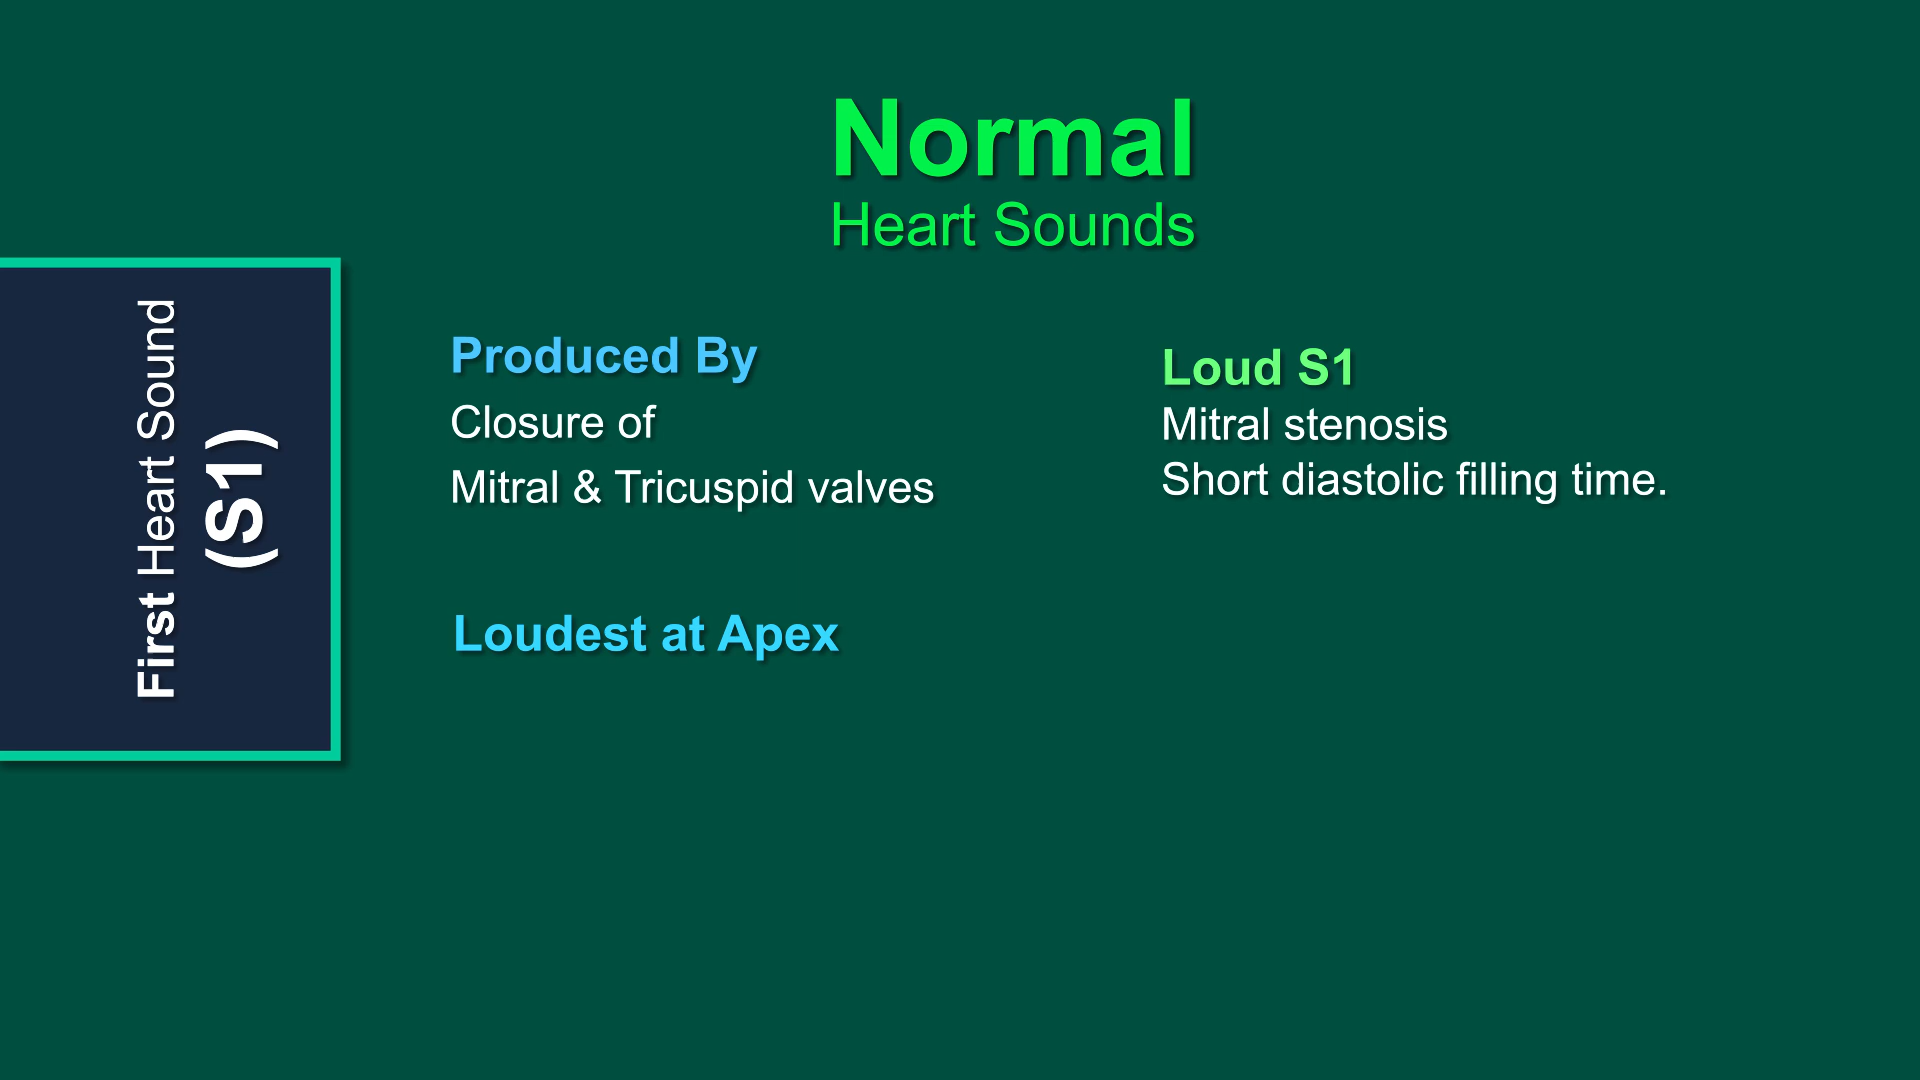 Normal
Heart Sounds
First Heart Sound
(S1)
Produced By
Closure of
Mitral & Tricuspid valves
Loudest at Apex
Loud S1
Mitral stenosis
Short diastolic filling time.